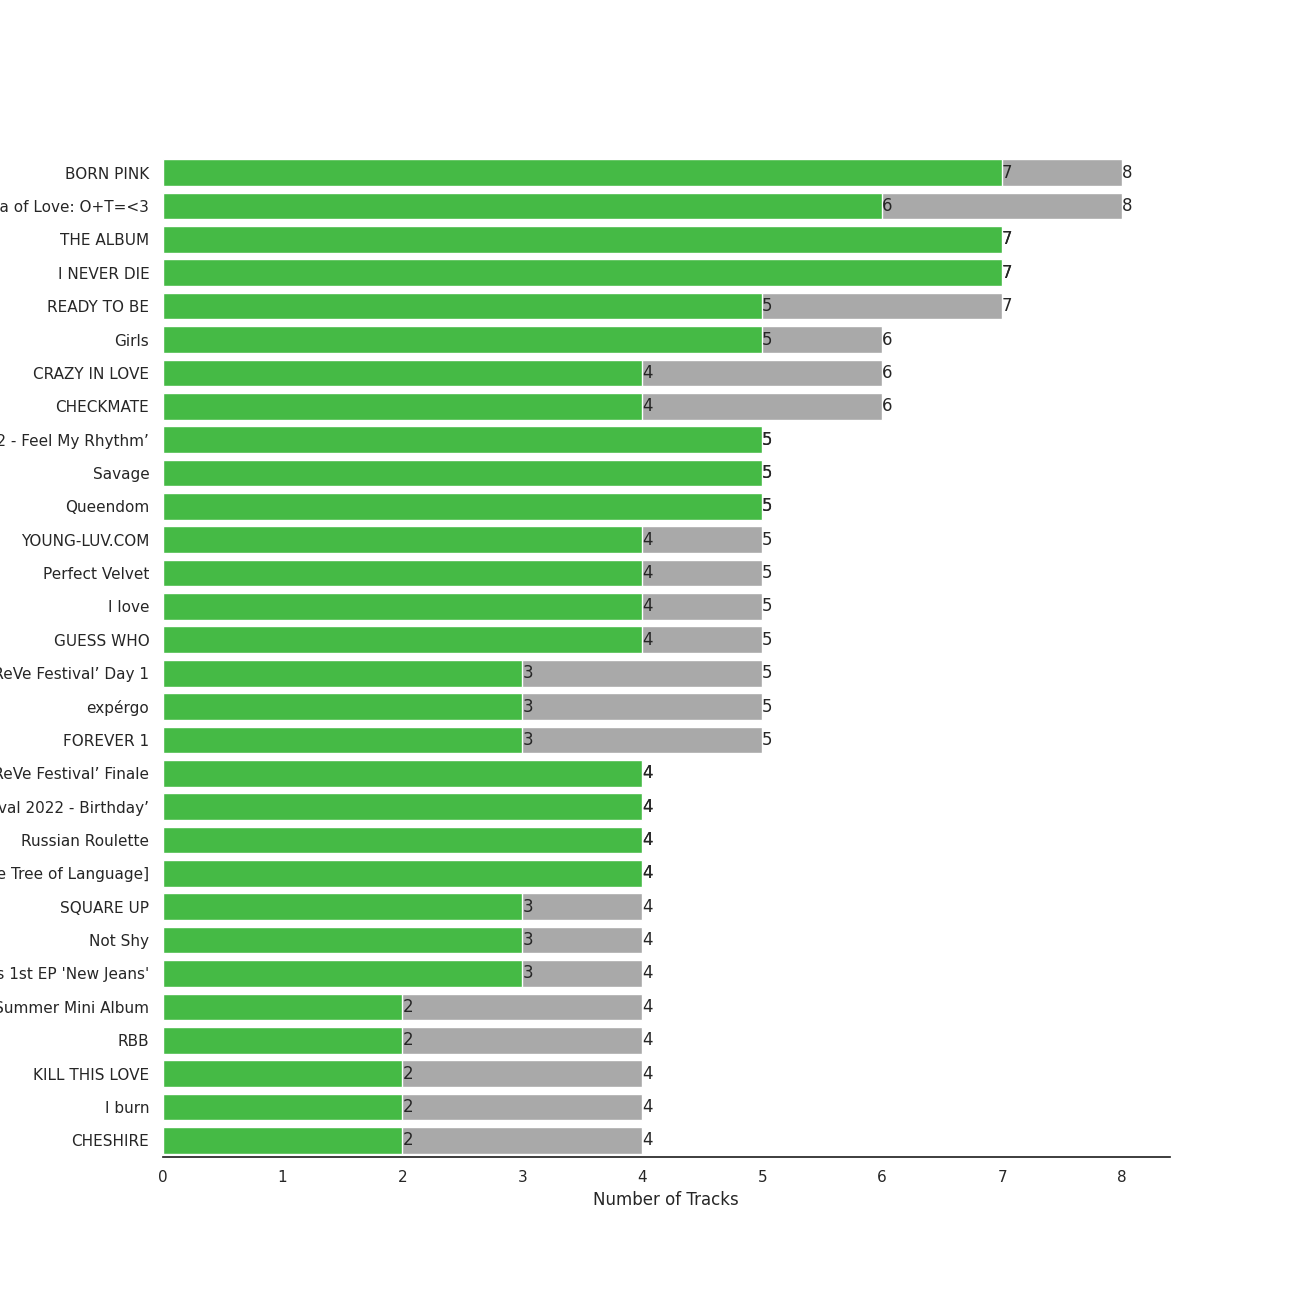 BORN PINK 7 8
a of Love: O+T=<3 6 8
THE ALBUM 7
I NEVER DIE 7
READY TO BE 5 7
Girls 5 6
CRAZY IN LOVE 4 6
CHECKMATE 4 6
2 - Feel My Rhythm’ 5
Savage 5
Queendom 5
YOUNG-LUV.COM 4 5
Perfect Velvet 4 5
I love 4 5
GUESS WHO 4 5
ReVe Festival’ Day 1 3 5
expérgo 3 5
FOREVER 1 3 5
ReVe Festival’ Finale 4
val 2022 - Birthday’ 4
Russian Roulette 4
e Tree of Language] 4
SQUARE UP 3 4
Not Shy 3 4
s 1st EP 'New Jeans' 3 4
Summer Mini Album 2 4
RBB 2 4
KILL THIS LOVE 2 4
I burn 2 4
CHESHIRE 2 4
0 1 2 3 4 5 6 7 8
Number of Tracks